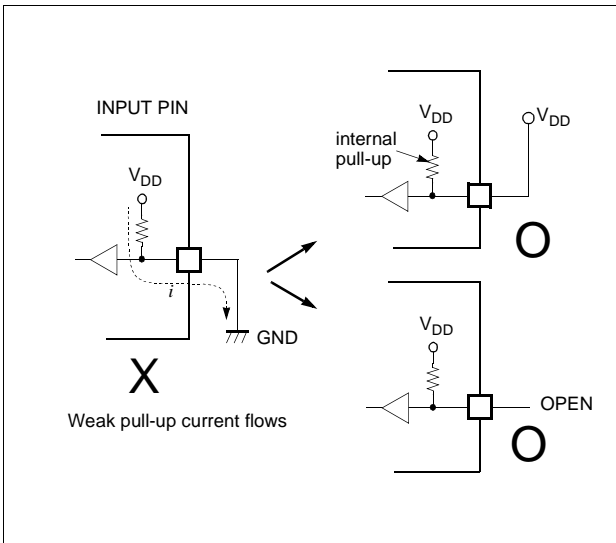 INPUT PIN
VDD
i
GND
X
Weak pull-up current flows
VDD
internal
pull-up
VDD
O
VDD
OPEN
O